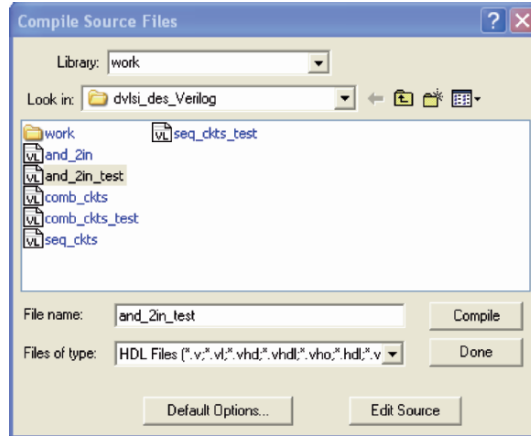 Compile Source Files
Library: work
Look in: dvlsi_des_Verilog
work
and_2in
and_2in_test
comb_ckts
comb_ckts_test
seq_ckts
seq_ckts_test
File name: and_2in_test Compile
Files of type: HDL Files (*.v;*.vl;*.vhd;*.vhdl;*.vho;*.hdl;*.v Done
Default Options... Edit Source